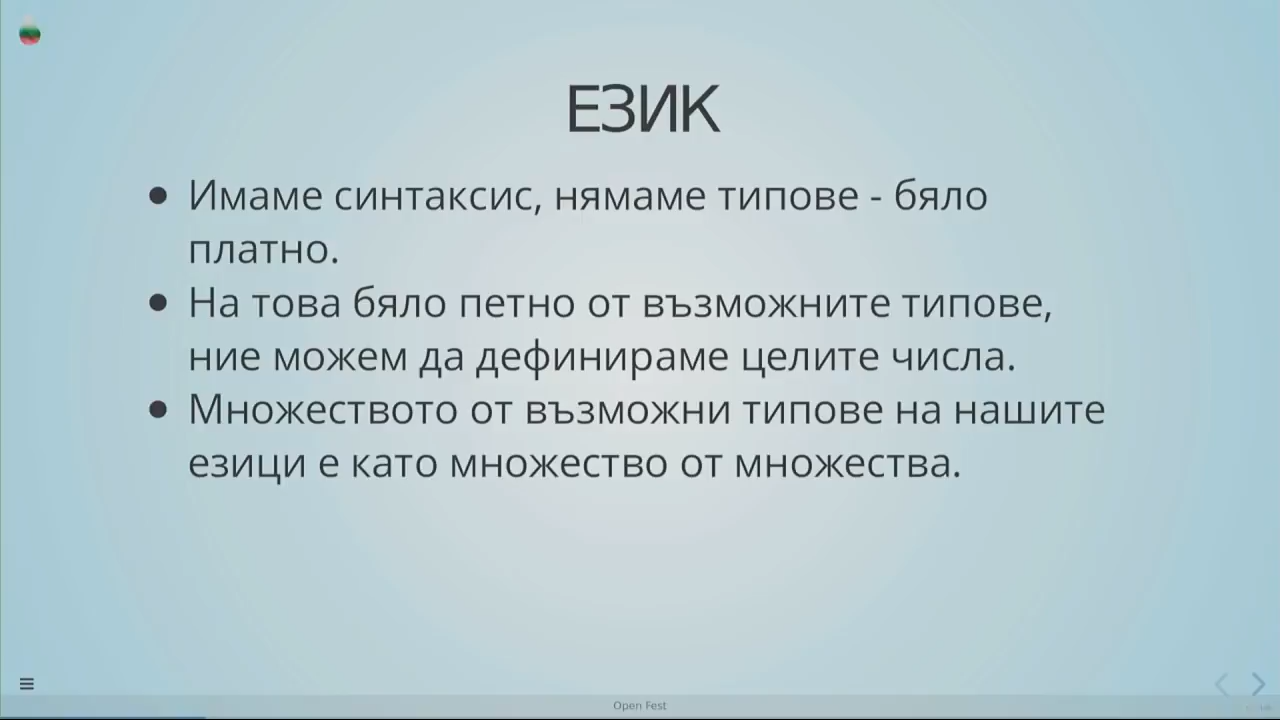 ЕЗИК
Имаме синтаксис, нямаме типове - бяло
платно.
На това бяло петно от възможните типове,
ние можем да дефинираме целите числа.
Множеството от възможни типове на нашите
езици е като множество от множества.
Open Fest